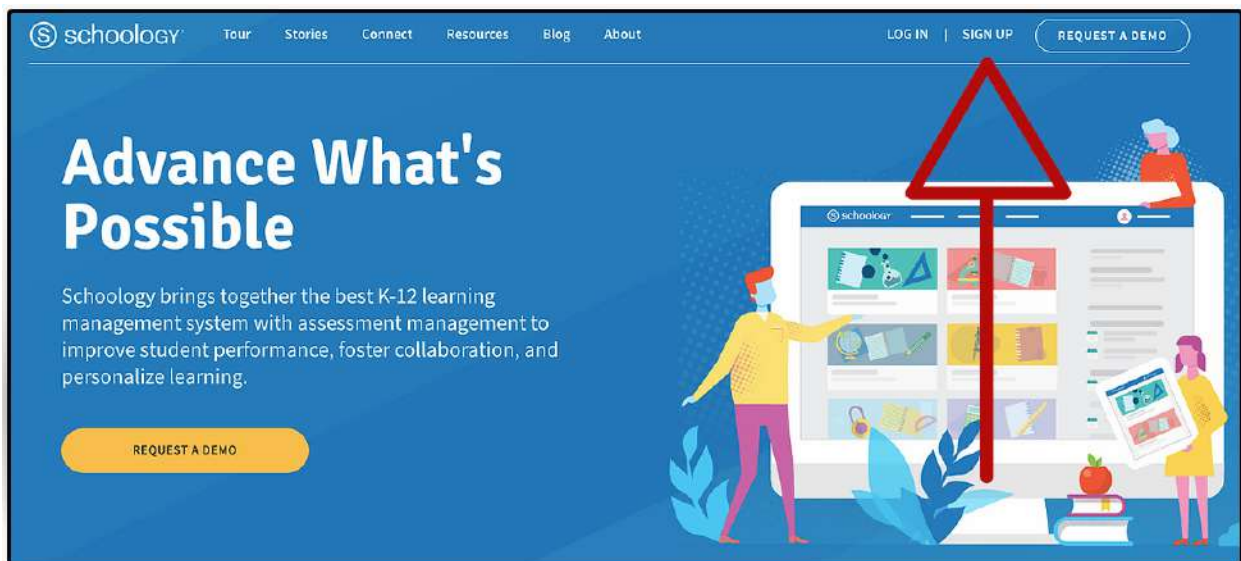 schoology Tour Stories Connect Resources Blog About LOG IN | SIGN UP REQUEST A DEMO
Advance What's
Possible
Schoology brings together the best K-12 learning
management system with assessment management to
improve student performance, foster collaboration, and
personalize learning.
REQUEST A DEMO
schoology